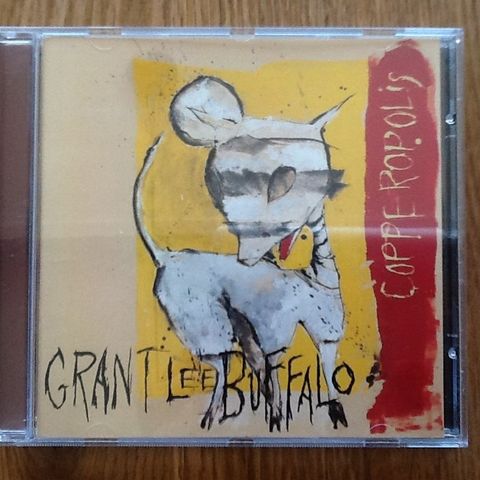 COPPEROPOLIS
GRANT LEE BUFFALO